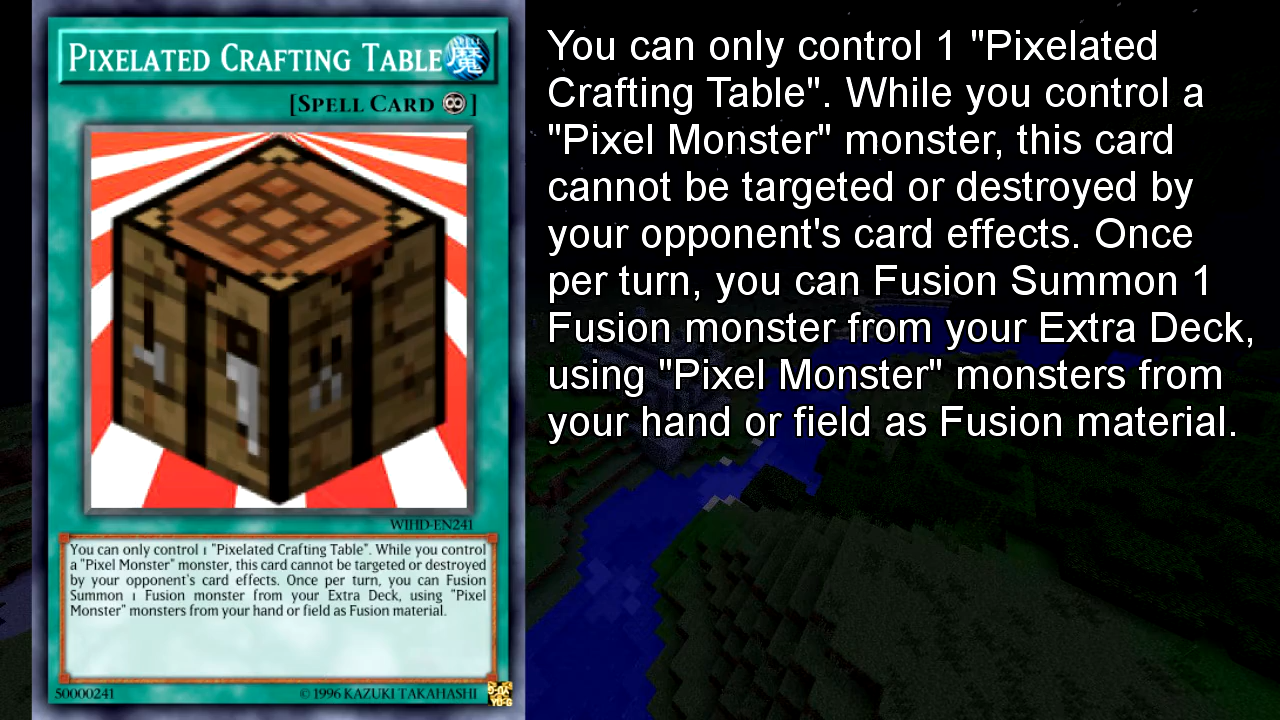 PIXELATED CRAFTING TABLE 魔
[SPELL CARD ]
WIHD-EN241
You can only control 1 "Pixelated Crafting Table". While you control
a "Pixel Monster" monster, this card cannot be targeted or destroyed
by your opponent's card effects. Once per turn, you can Fusion
Summon 1 Fusion monster from your Extra Deck, using "Pixel
Monster" monsters from your hand or field as Fusion material.
50000241
© 1996 KAZUKI TAKAHASHI
You can only control 1 "Pixelated
Crafting Table". While you control a
"Pixel Monster" monster, this card
cannot be targeted or destroyed by
your opponent's card effects. Once
per turn, you can Fusion Summon 1
Fusion monster from your Extra Deck,
using "Pixel Monster" monsters from
your hand or field as Fusion material.